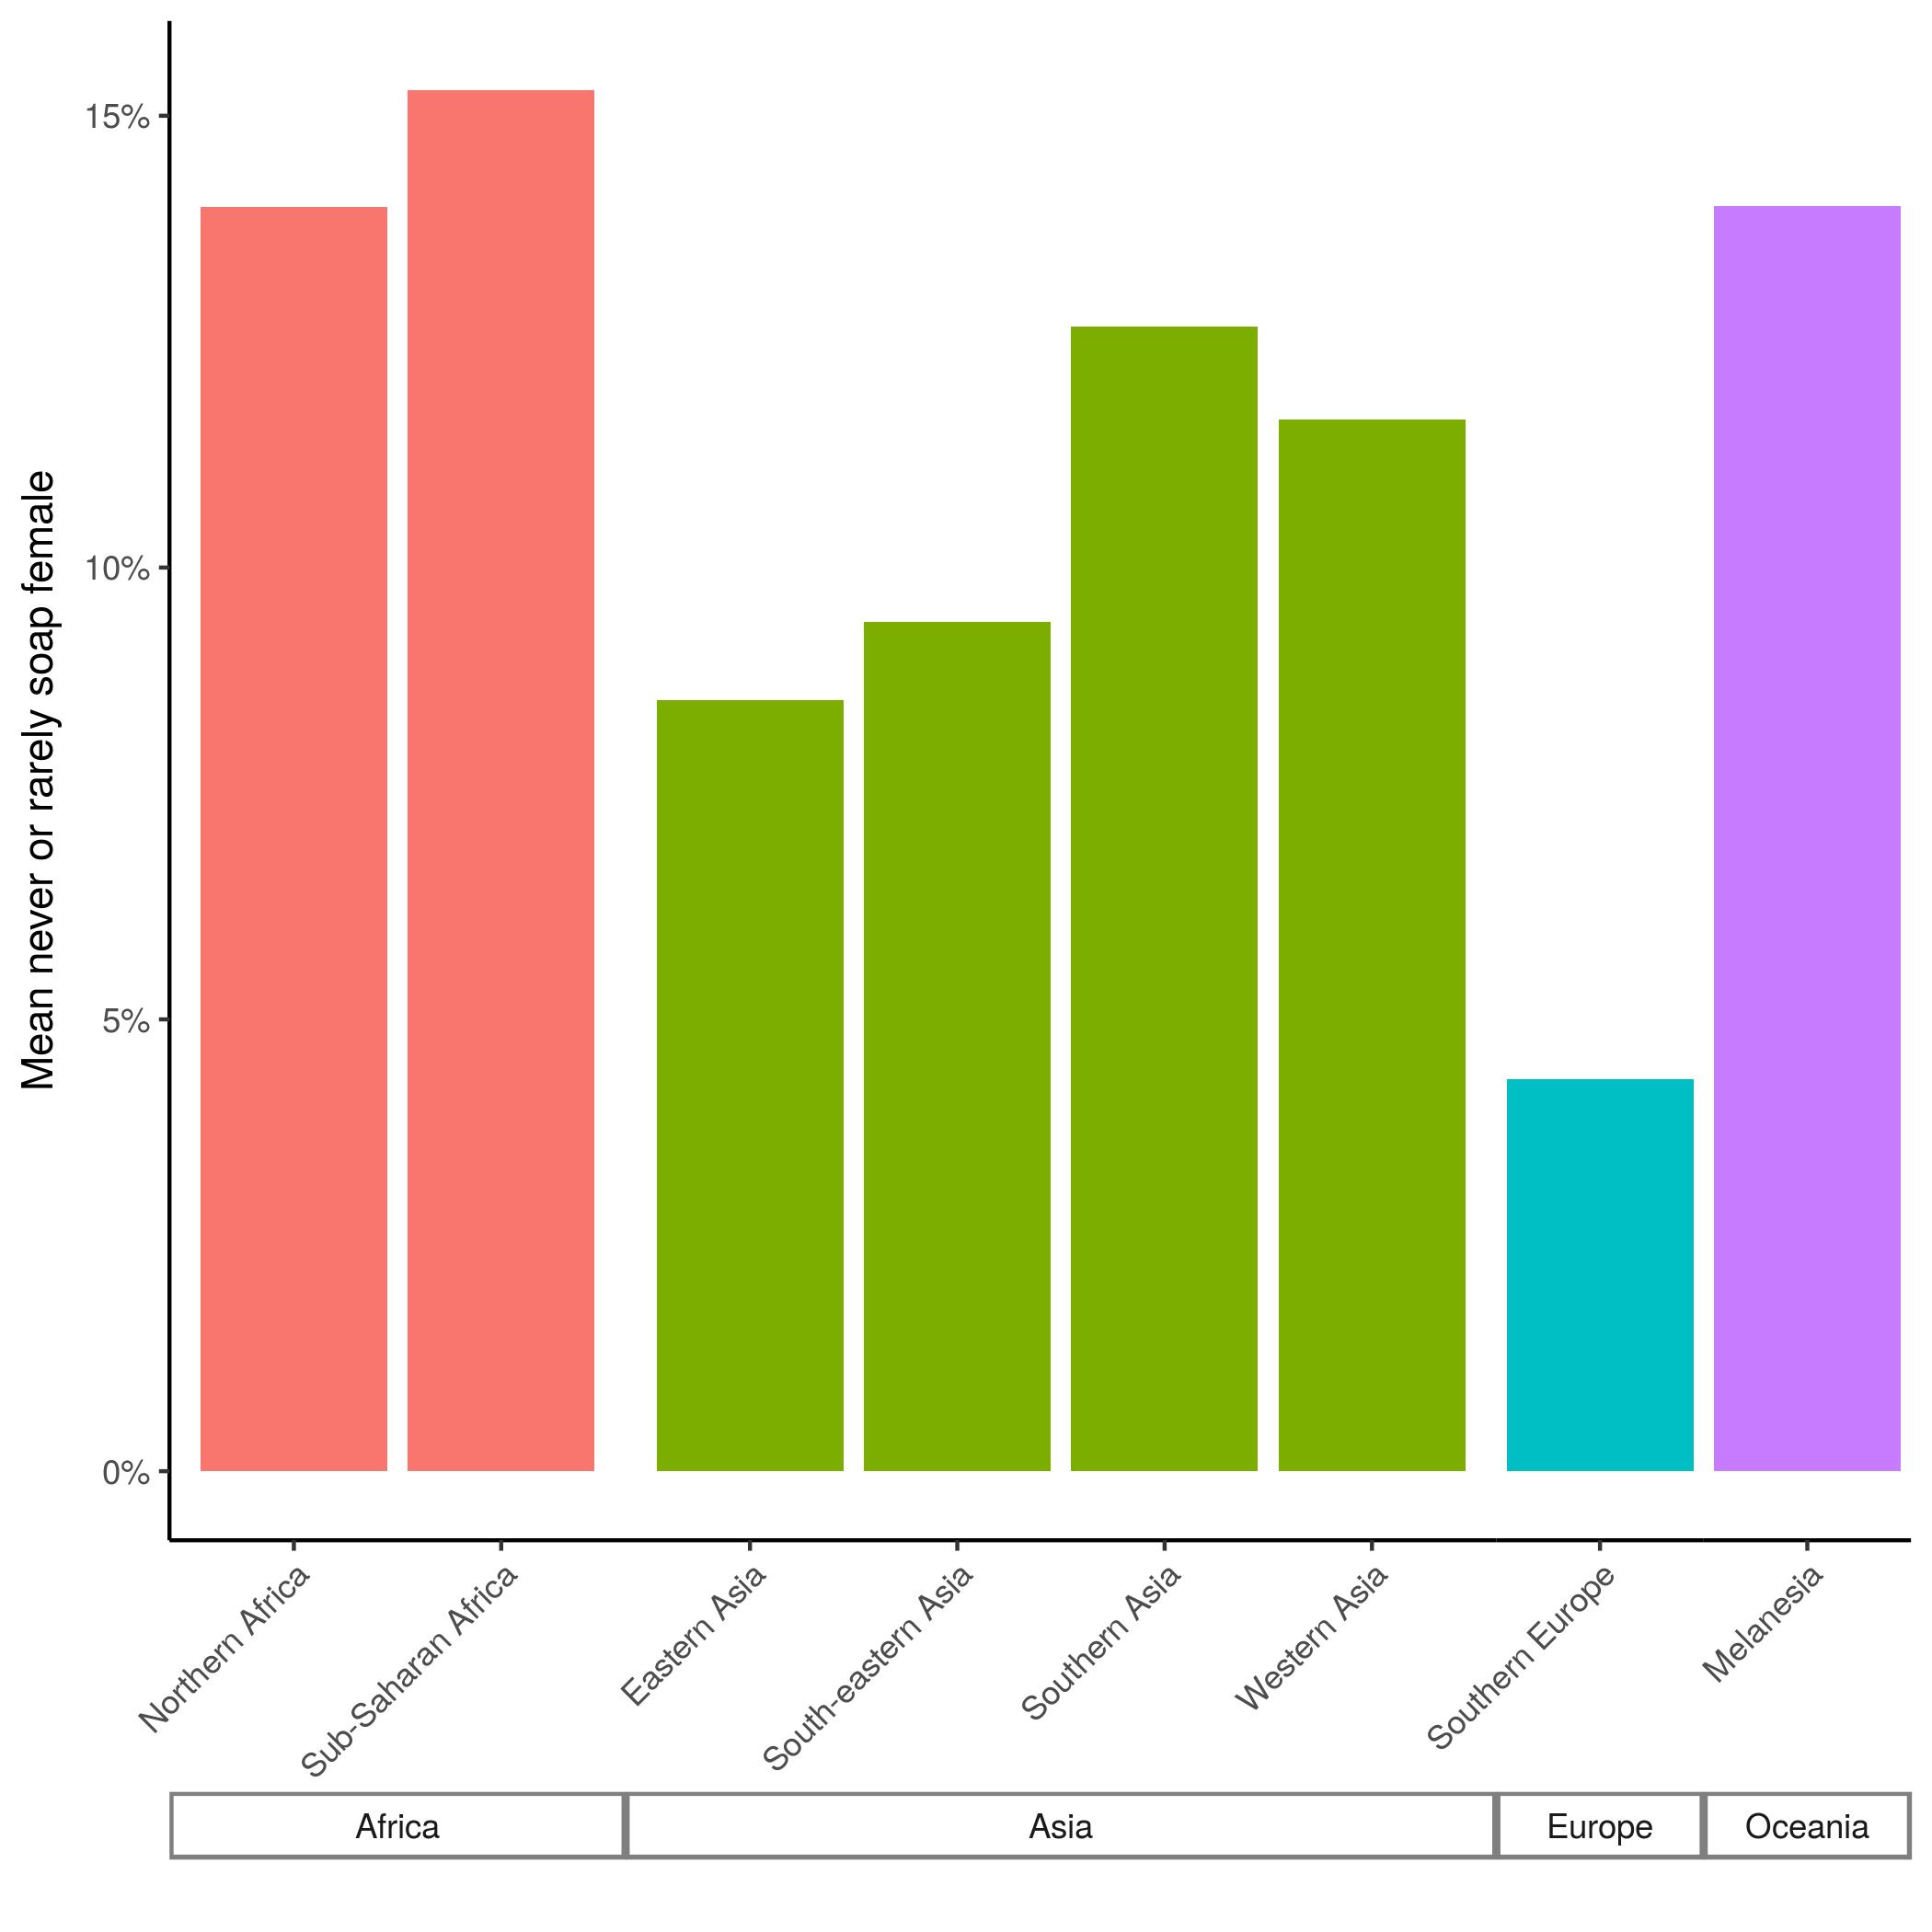 Mean never or rarely soap female
15%
10%
5%
0%
Northern Africa
Sub-Saharan Africa
Eastern Asia
South-eastern Asia
Southern Asia
Western Asia
Southern Europe
Melanesia
Africa
Asia
Europe
Oceania